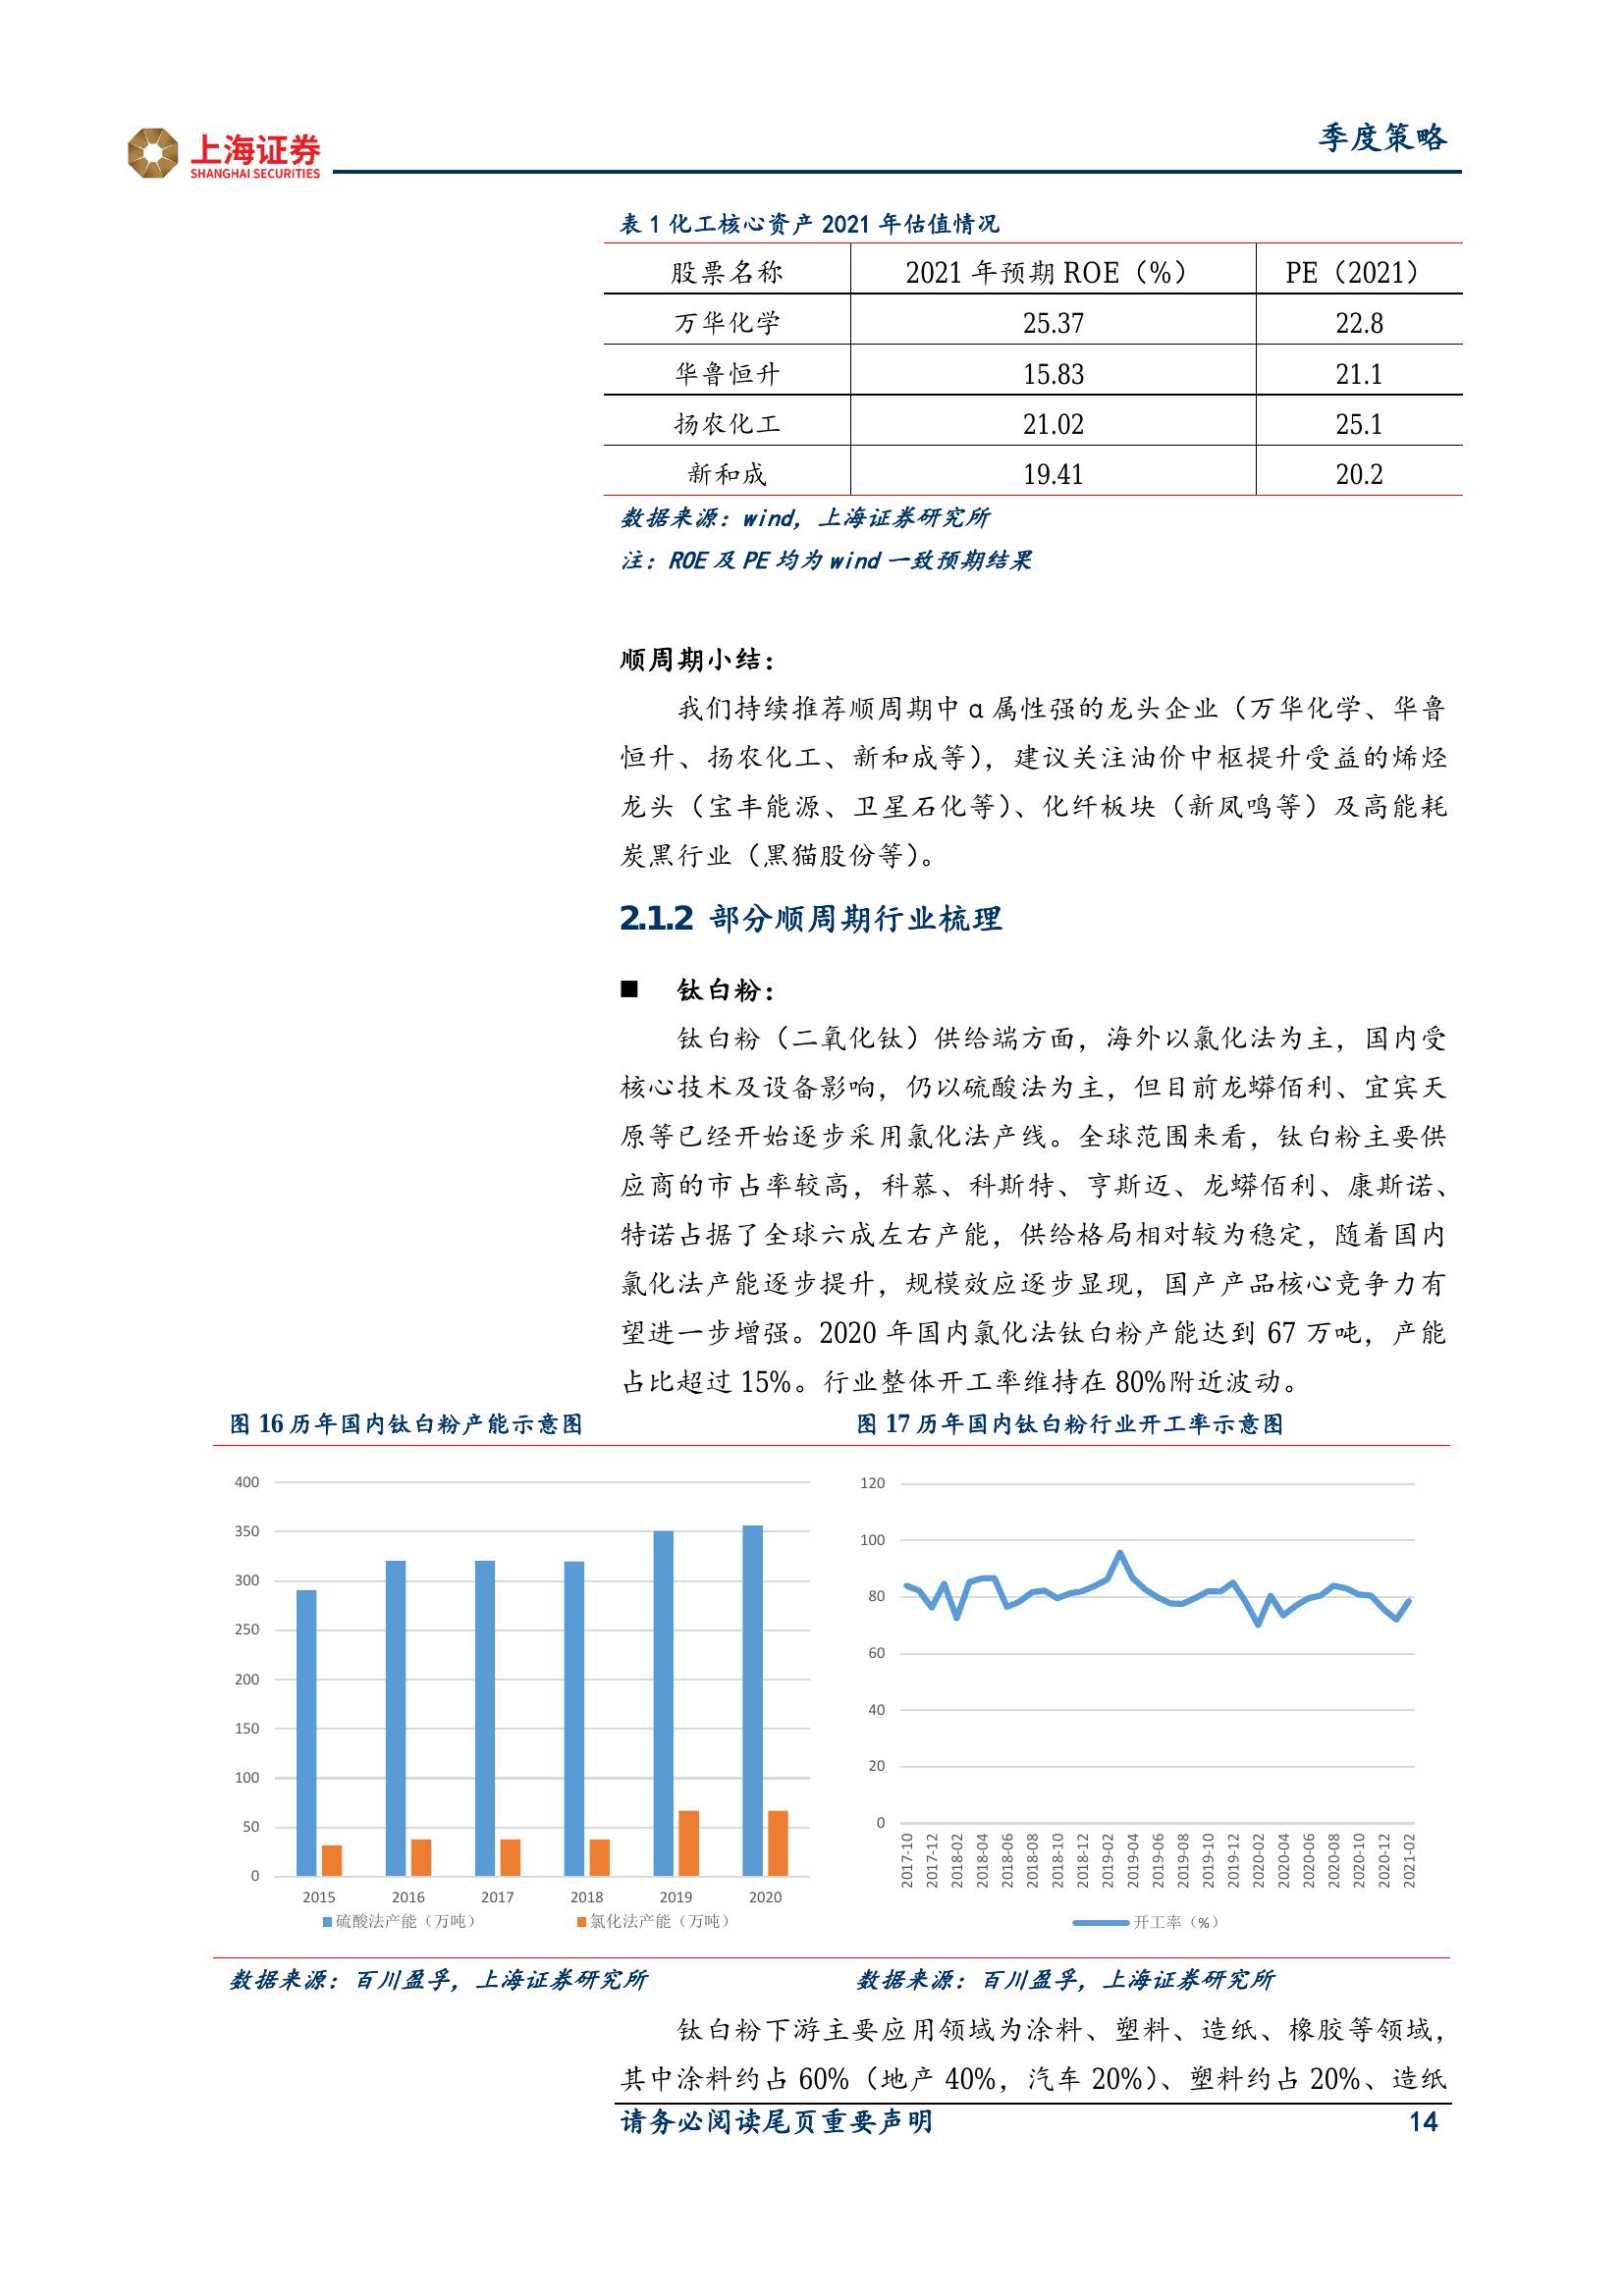 上海证券
SHANGHAI SECURITIES
季度策略
表 1 化工核心资产 2021 年估值情况
股票名称 2021 年预期 ROE（%） PE（2021）
万华化学 25.37 22.8
华鲁恒升 15.83 21.1
扬农化工 21.02 25.1
新和成 19.41 20.2
数据来源：wind，上海证券研究所
注：ROE 及 PE 均为 wind 一致预期结果
顺周期小结：
我们持续推荐顺周期中 α 属性强的龙头企业（万华化学、华鲁
恒升、扬农化工、新和成等），建议关注油价中枢提升受益的烯烃
龙头（宝丰能源、卫星石化等）、化纤板块（新凤鸣等）及高能耗
炭黑行业（黑猫股份等）。
2.1.2 部分顺周期行业梳理
■ 钛白粉：
钛白粉（二氧化钛）供给端方面，海外以氯化法为主，国内受
核心技术及设备影响，仍以硫酸法为主，但目前龙蟒佰利、宜宾天
原等已经开始逐步采用氯化法产线。全球范围来看，钛白粉主要供
应商的市占率较高，科慕、科斯特、亨斯迈、龙蟒佰利、康斯诺、
特诺占据了全球六成左右产能，供给格局相对较为稳定，随着国内
氯化法产能逐步提升，规模效应逐步显现，国产产品核心竞争力有
望进一步增强。2020 年国内氯化法钛白粉产能达到 67 万吨，产能
占比超过 15%。行业整体开工率维持在 80%附近波动。
图 16 历年国内钛白粉产能示意图
400
350
300
250
200
150
100
50
0
2015 2016 2017 2018 2019 2020
硫酸法产能（万吨） 氯化法产能（万吨）
数据来源：百川盈孚，上海证券研究所
图 17 历年国内钛白粉行业开工率示意图
120
100
80
60
40
20
0
2017-10 2017-12 2018-02 2018-04 2018-06 2018-08 2018-10 2018-12 2019-02 2019-04 2019-06 2019-08 2019-10 2019-12 2020-02 2020-04 2020-06 2020-08 2020-10 2020-12 2021-02
开工率（%）
数据来源：百川盈孚，上海证券研究所
钛白粉下游主要应用领域为涂料、塑料、造纸、橡胶等领域，
其中涂料约占 60%（地产 40%，汽车 20%）、塑料约占 20%、造纸
请务必阅读尾页重要声明 14